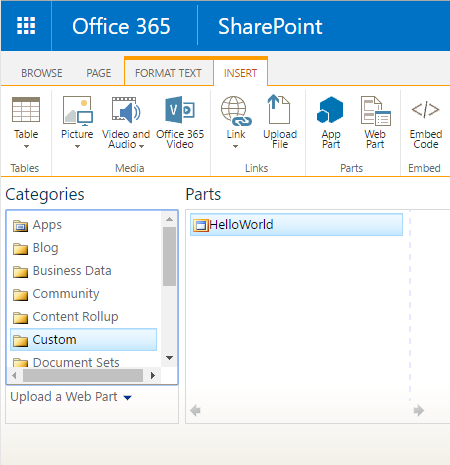 Office 365 SharePoint
BROWSE PAGE FORMAT TEXT INSERT
Table Picture Video and Audio Office 365 Video Link Upload File App Part Web Part Embed Code
Tables Media Links Parts Embed
Categories Parts
Apps HelloWorld
Blog
Business Data
Community
Content Rollup
Custom
Document Sets
Upload a Web Part